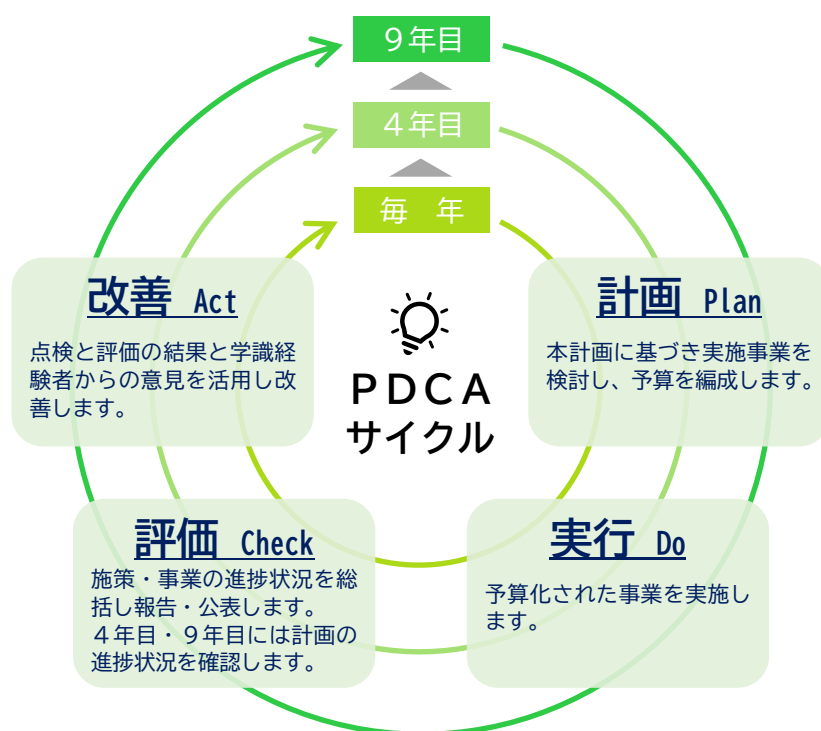 ９年目
４年目
毎　年
改善 Act
点検と評価の結果と学識経
験者からの意見を活用し改
善します。
計画 Plan
本計画に基づき実施事業を
検討し、予算を編成します。
ＰＤＣＡ
サイクル
評価 Check
施策・事業の進捗状況を総
括し報告・公表します。
４年目・９年目には計画の
進捗状況を確認します。
実行 Do
予算化された事業を実施し
ます。